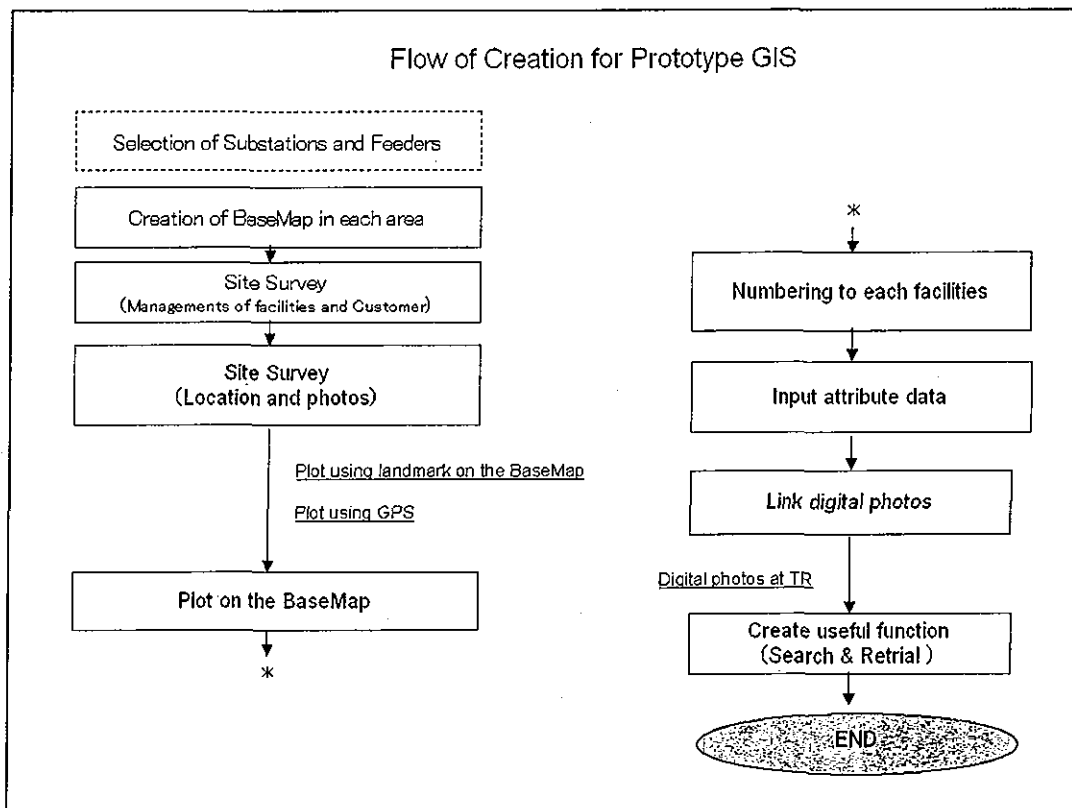 Flow of Creation for Prototype GIS
Selection of Substations and Feeders
Creation of BaseMap in each area
Site Survey
(Managements of facilities and Customer)
Site Survey
(Location and photos)
Plot using landmark on the BaseMap
Plot using GPS
Plot on the BaseMap
*
*
Numbering to each facilities
Input attribute data
Link digital photos
Digital photos at TR
Create useful function
(Search & Retrial )
END